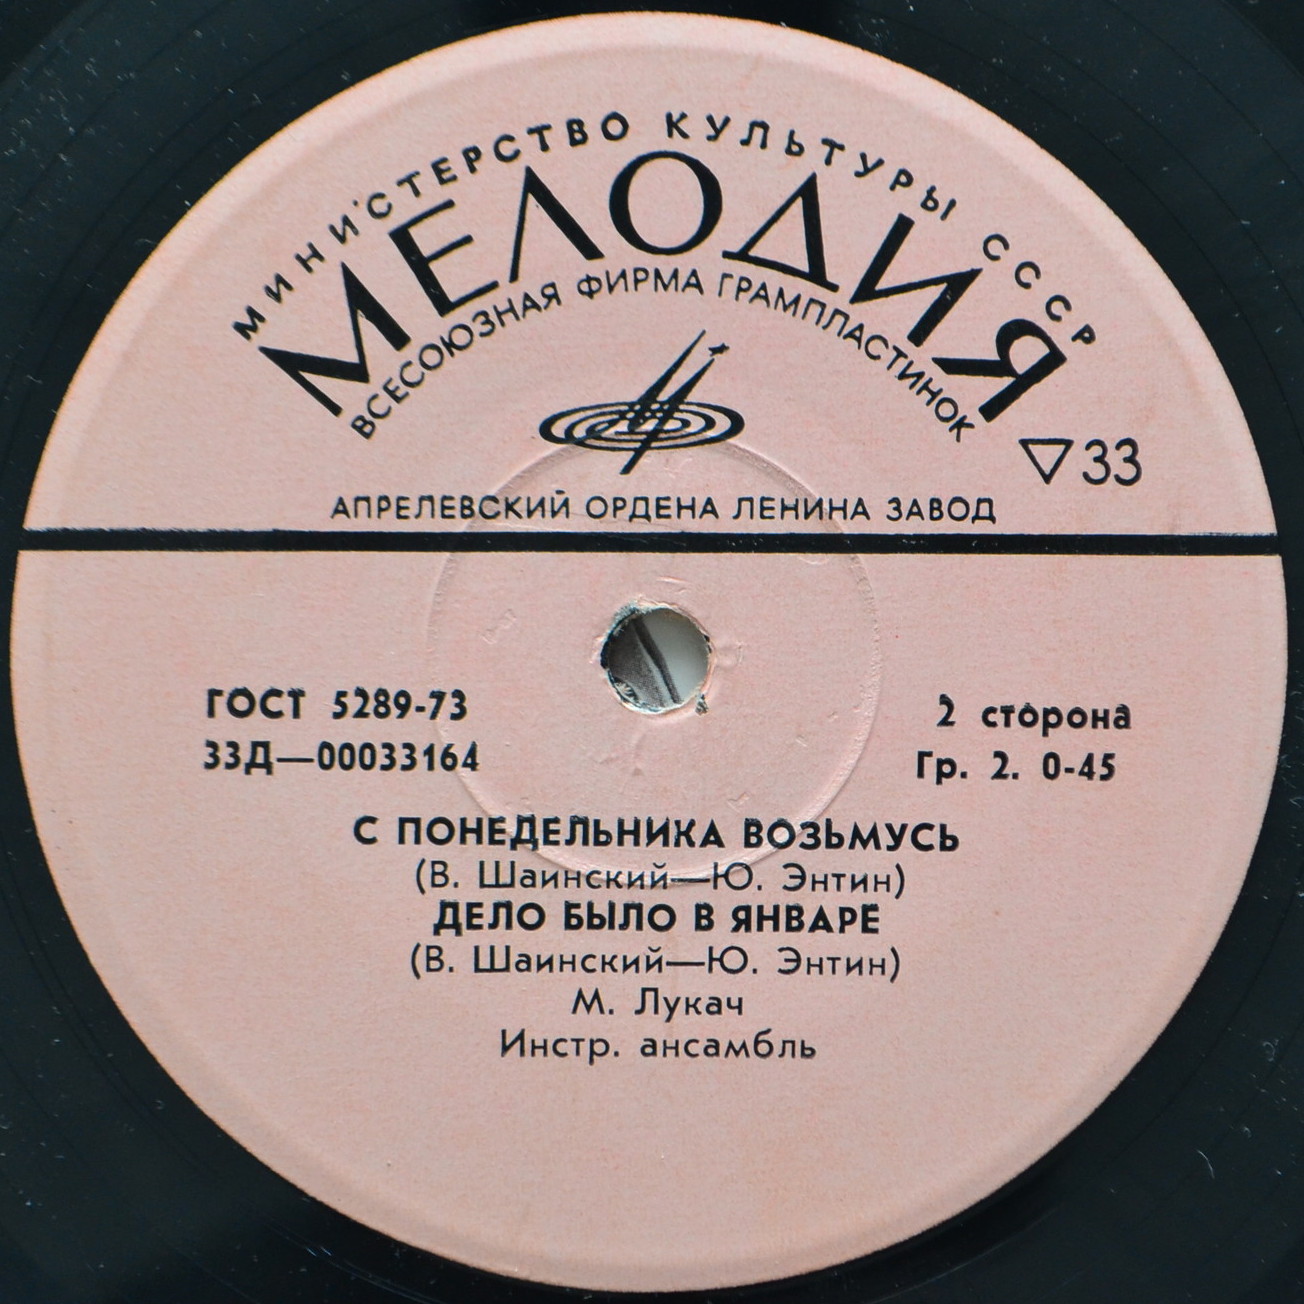 МИНИСТЕРСТВО КУЛЬТУРЫ СССР
МЕЛОДИЯ
ВСЕСОЮЗНАЯ ФИРМА ГРАМПЛАСТИНОК
33
АПРЕЛЕВСКИЙ ОРДЕНА ЛЕНИНА ЗАВОД
ГОСТ 5289-73
33Д—00033164
2 сторона
Гр. 2. 0-45
С ПОНЕДЕЛЬНИКА ВОЗЬМУСЬ
(В. Шаинский—Ю. Энтин)
ДЕЛО БЫЛО В ЯНВАРЕ
(В. Шаинский—Ю. Энтин)
М. Лукач
Инстр. ансамбль